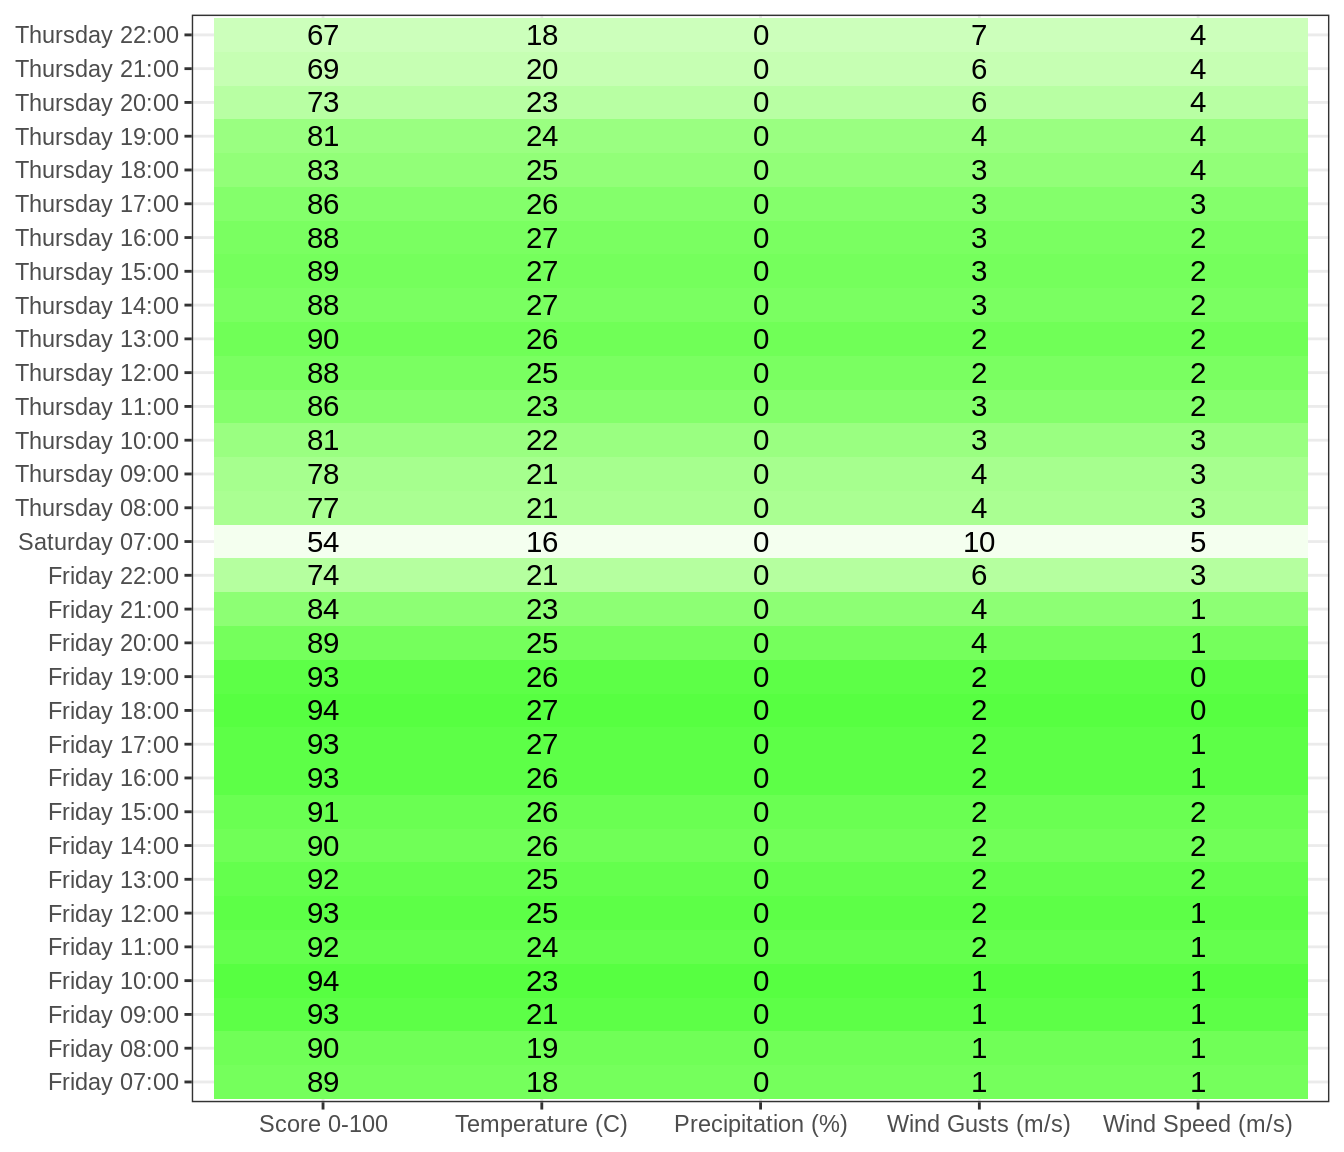 Thursday 22:00 67 18 0 7 4
Thursday 21:00 69 20 0 6 4
Thursday 20:00 73 23 0 6 4
Thursday 19:00 81 24 0 4 4
Thursday 18:00 83 25 0 3 4
Thursday 17:00 86 26 0 3 3
Thursday 16:00 88 27 0 3 2
Thursday 15:00 89 27 0 3 2
Thursday 14:00 88 27 0 3 2
Thursday 13:00 90 26 0 2 2
Thursday 12:00 88 25 0 2 2
Thursday 11:00 86 23 0 3 2
Thursday 10:00 81 22 0 3 3
Thursday 09:00 78 21 0 4 3
Thursday 08:00 77 21 0 4 3
Saturday 07:00 54 16 0 10 5
Friday 22:00 74 21 0 6 3
Friday 21:00 84 23 0 4 1
Friday 20:00 89 25 0 4 1
Friday 19:00 93 26 0 2 0
Friday 18:00 94 27 0 2 0
Friday 17:00 93 27 0 2 1
Friday 16:00 93 26 0 2 1
Friday 15:00 91 26 0 2 2
Friday 14:00 90 26 0 2 2
Friday 13:00 92 25 0 2 2
Friday 12:00 93 25 0 2 1
Friday 11:00 92 24 0 2 1
Friday 10:00 94 23 0 1 1
Friday 09:00 93 21 0 1 1
Friday 08:00 90 19 0 1 1
Friday 07:00 89 18 0 1 1
Score 0-100 Temperature (C) Precipitation (%) Wind Gusts (m/s) Wind Speed (m/s)